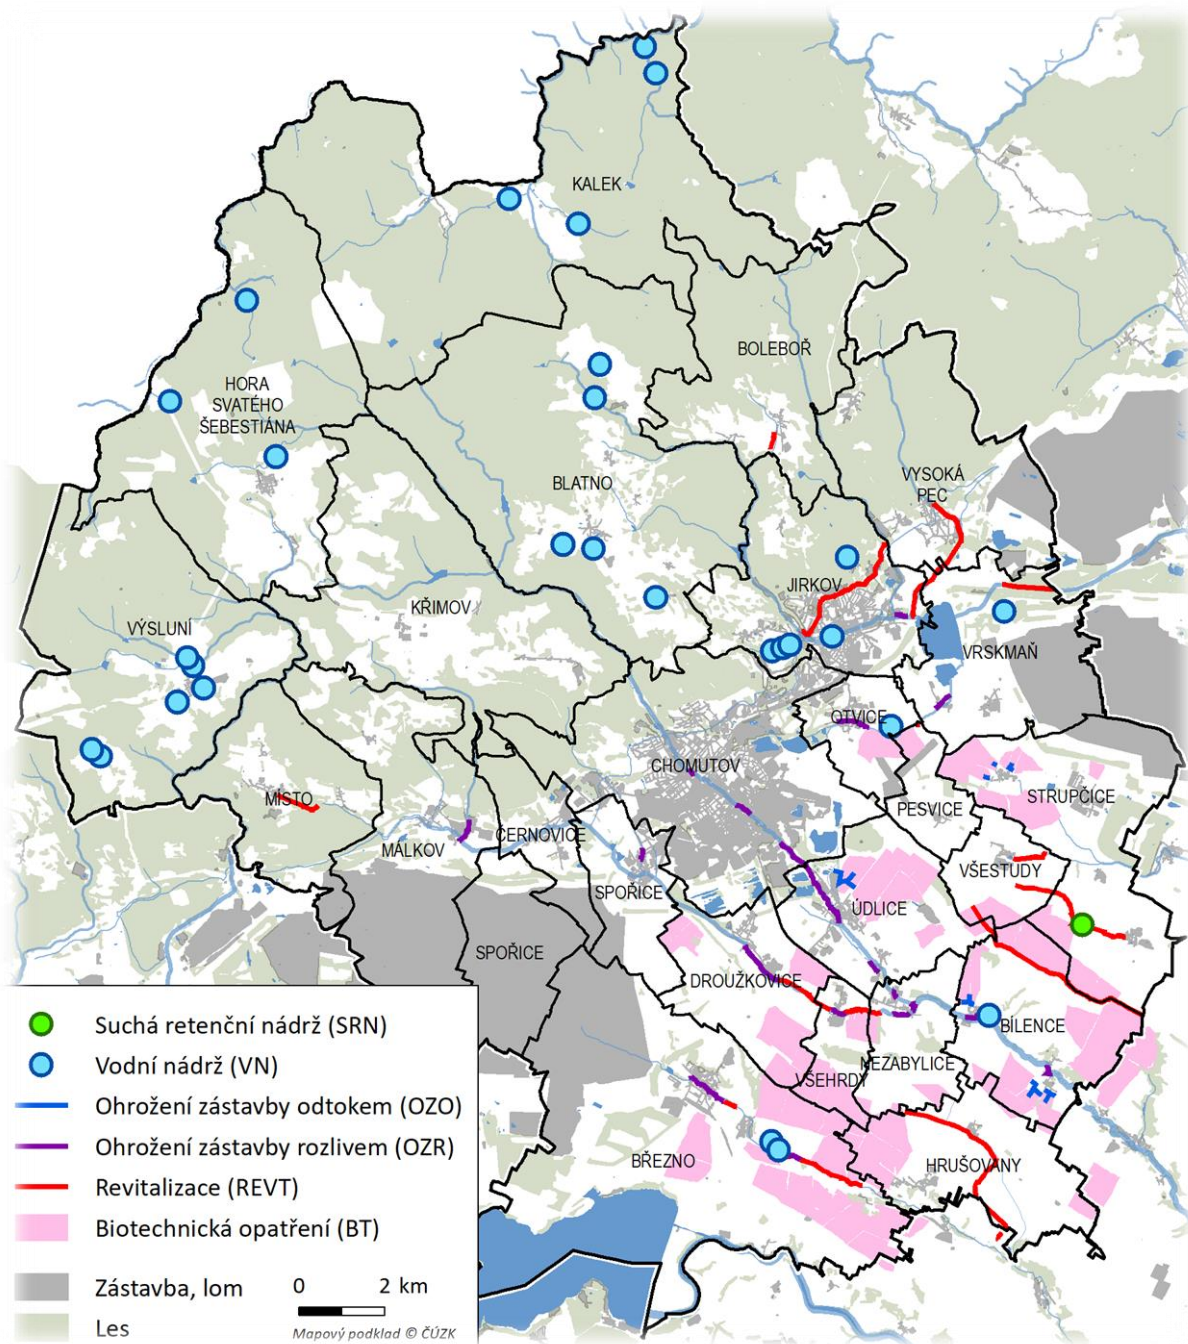 KALEK
BOLEBOŘ
HORA
SVATÉHO
ŠEBESTIÁNA
BLATNO
VYSOKÁ
PEC
JIRKOV
KŘIMOV
VÝSLUNÍ
VRSKMAŇ
OTVICE
CHOMUTOV
MÍSTO
STRUPČICE
PESVICE
ČERNOVICE
MÁLKOV
VŠESTUDY
SPOŘICE
ÚDLICE
SPOŘICE
DROUŽKOVICE
BÍLENCE
NEZABYLICE
VŠEHRDY
BŘEZNO
HRUŠOVANY
Suchá retenční nádrž (SRN)
Vodní nádrž (VN)
Ohrožení zástavby odtokem (OZO)
Ohrožení zástavby rozlivem (OZR)
Revitalizace (REVT)
Biotechnická opatření (BT)
Zástavba, lom
Les
0 2 km
Mapový podklad © ČÚZK